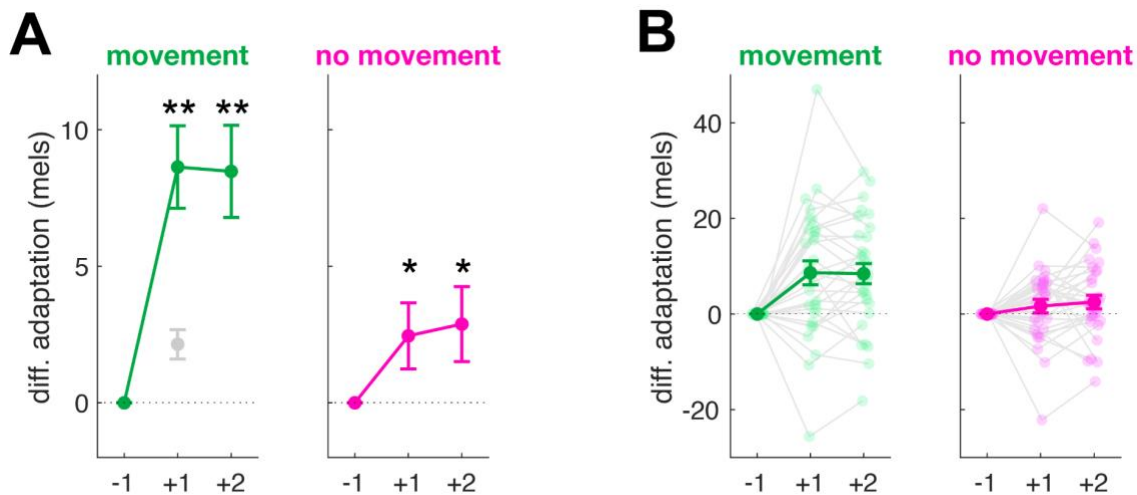 A
movement
no movement
diff. adaptation (mels)
10
5
0
** **
* *
-1 +1 +2
-1 +1 +2
B
movement
no movement
diff. adaptation (mels)
40
20
0
-20
-1 +1 +2
-1 +1 +2